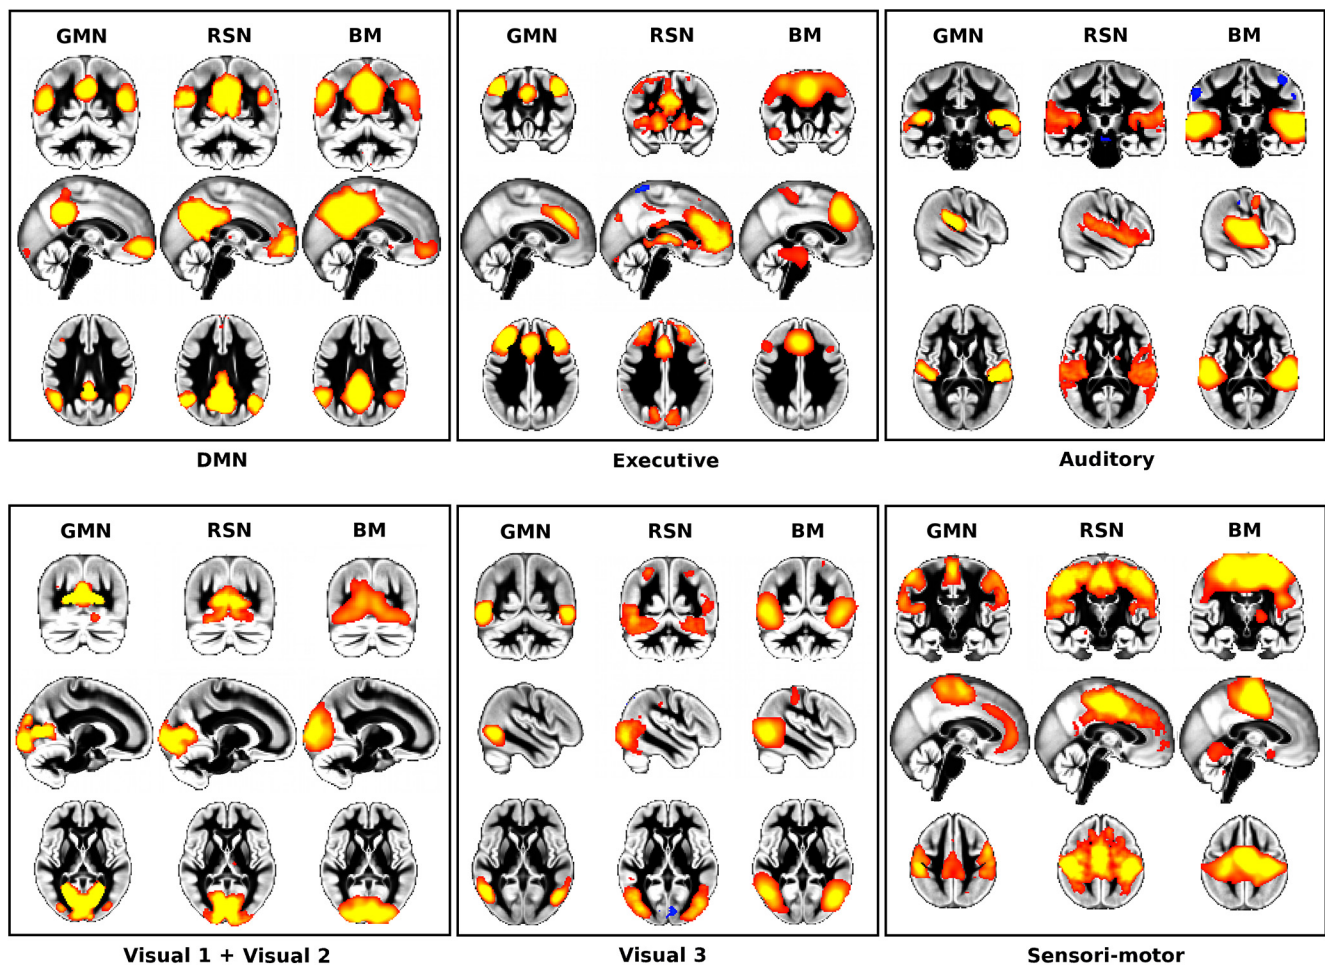 GMN RSN BM
GMN RSN BM
GMN RSN BM
DMN
Executive
Auditory
GMN RSN BM
GMN RSN BM
GMN RSN BM
Visual 1 + Visual 2
Visual 3
Sensori-motor